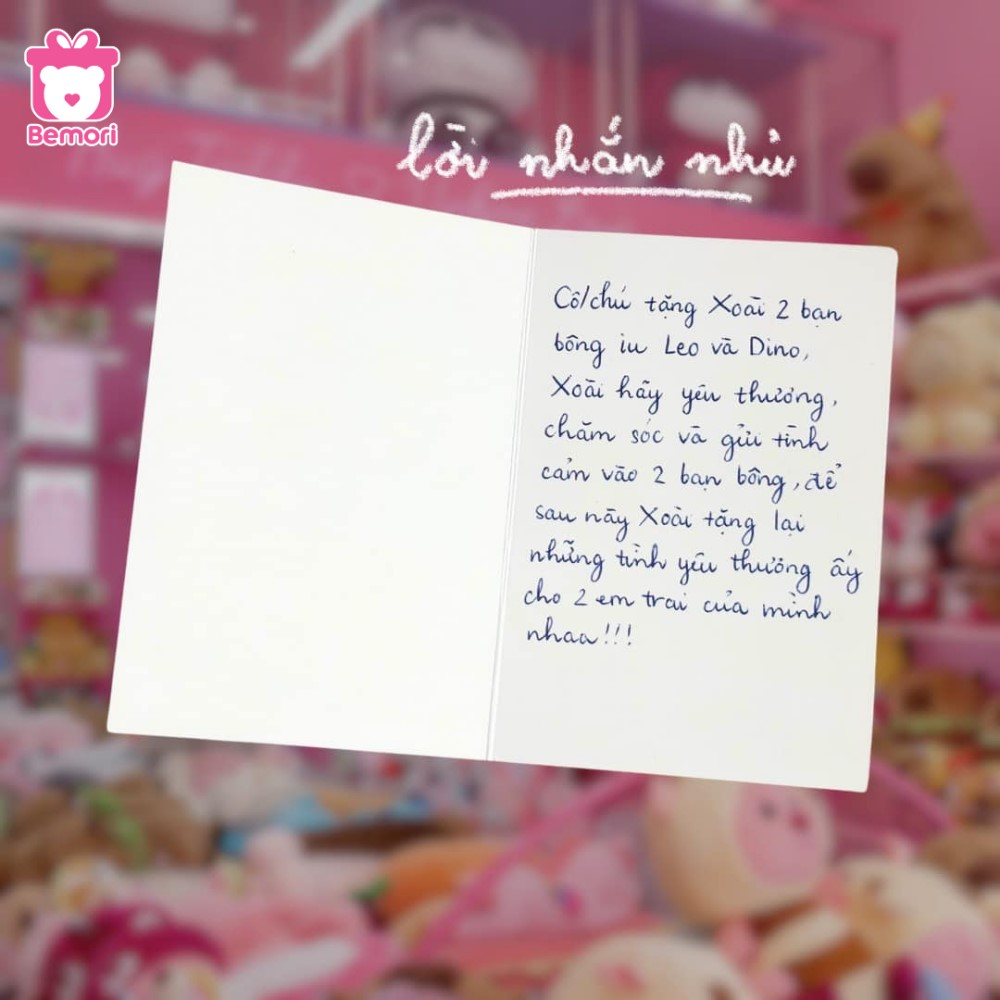 Bemori
lời nhắn nhủ
Cô/chú tặng Xoài 2 bạn
bông iu Leo và Dino,
Xoài hãy yêu thương,
chăm sóc và gửi tình
cảm vào 2 bạn bông, để
sau này Xoài tặng lại
những tình yêu thương ấy
cho 2 em trai của mình
nhaa!!!